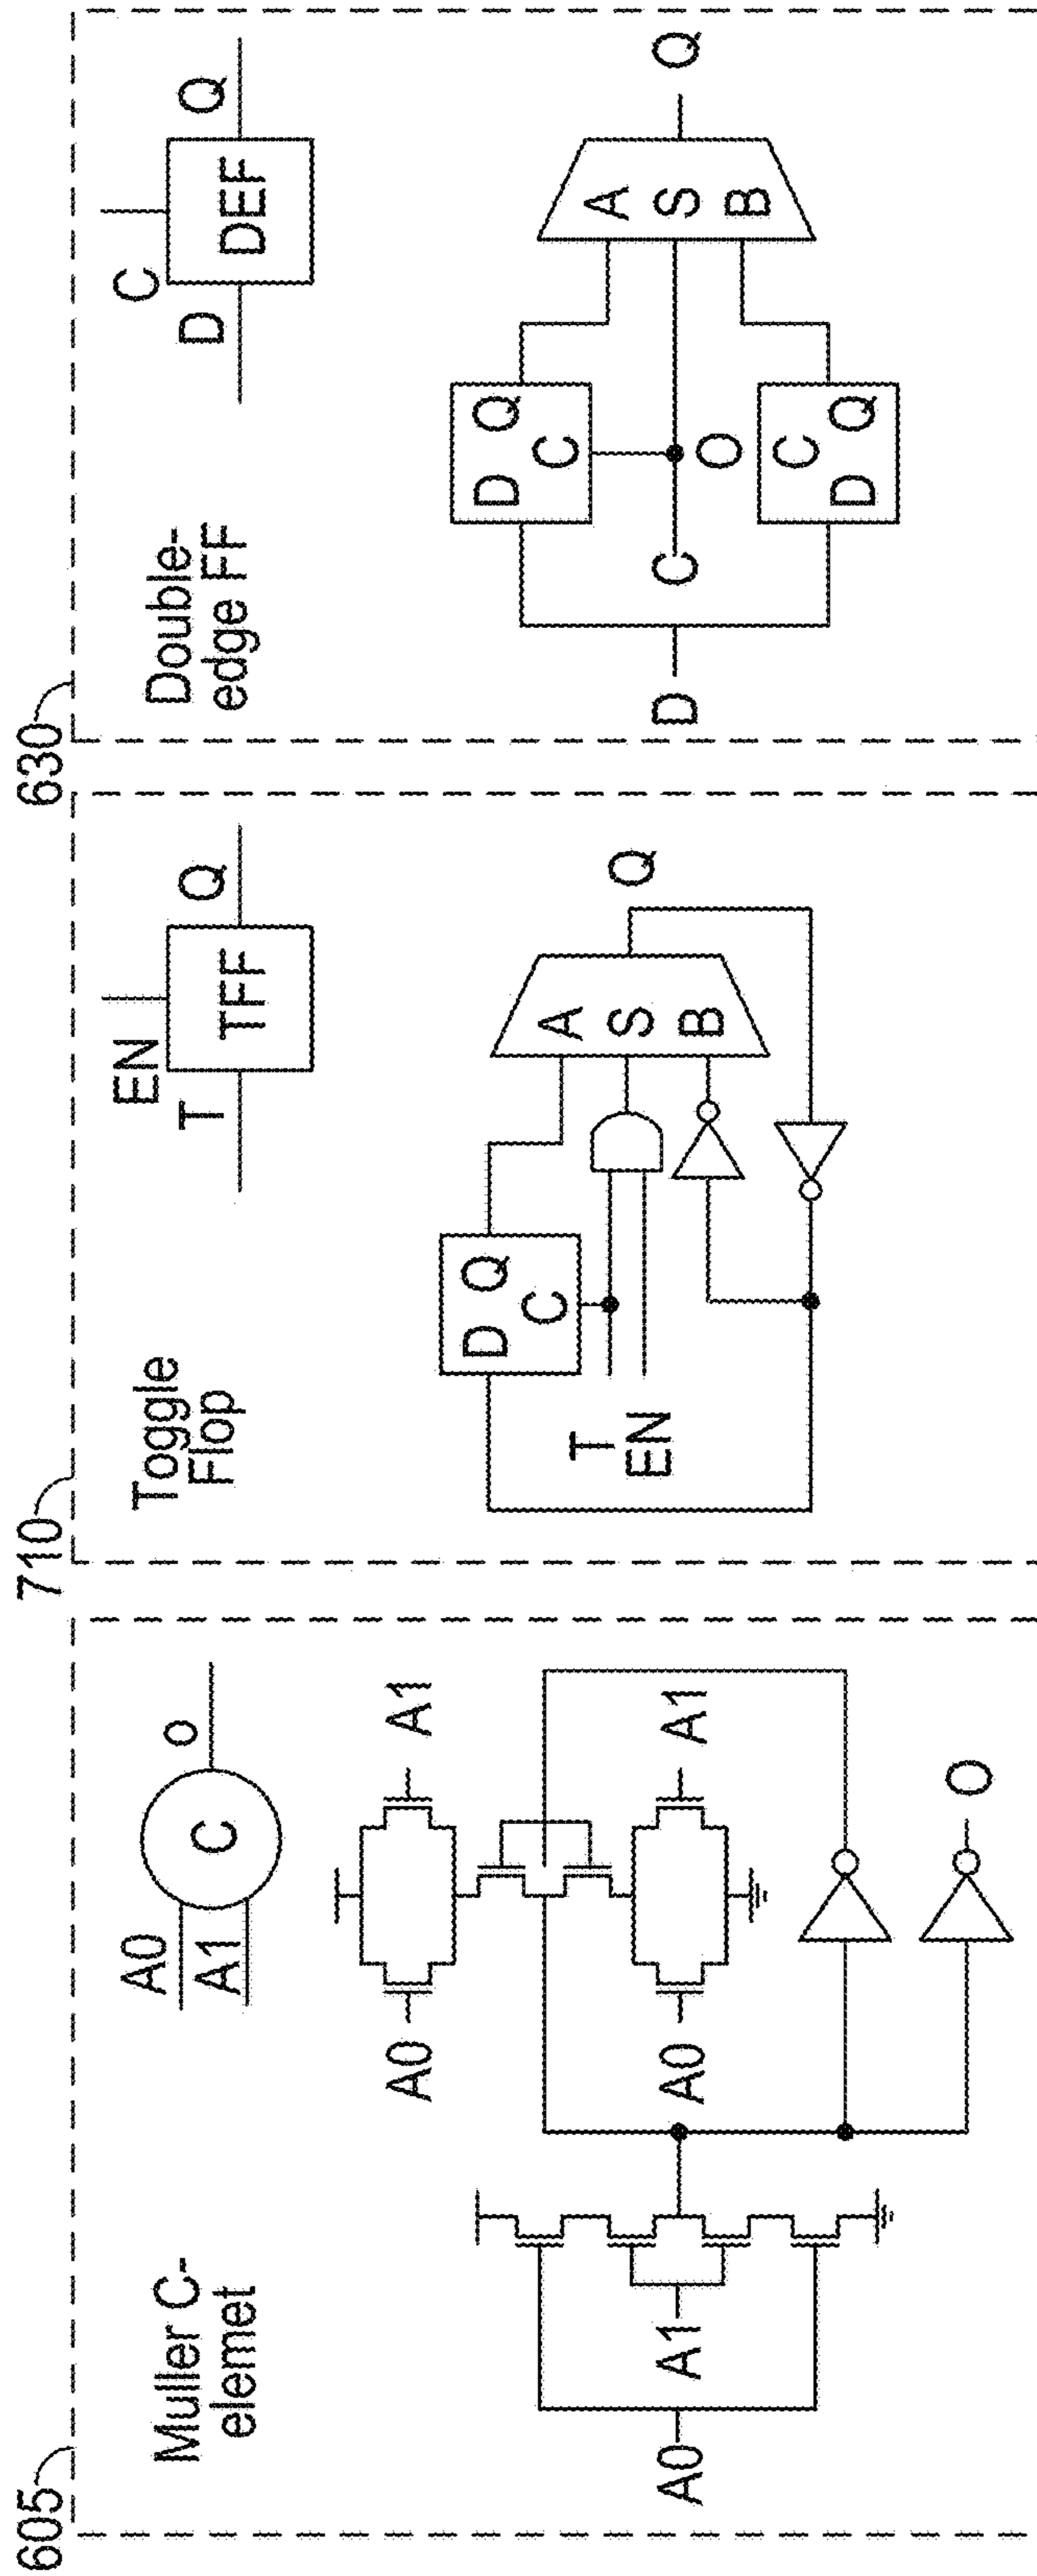 605
Muller C-
elemet
A0
A1
C
o
A0
A1
A0
A1
A0
A1
O
710
Toggle
Flop
EN
T
TFF
Q
D Q
C
T
EN
A
S
B
Q
630
Double-
edge FF
C
D
DEF
Q
D
C
D Q
C
O
C
D Q
A
S
B
Q